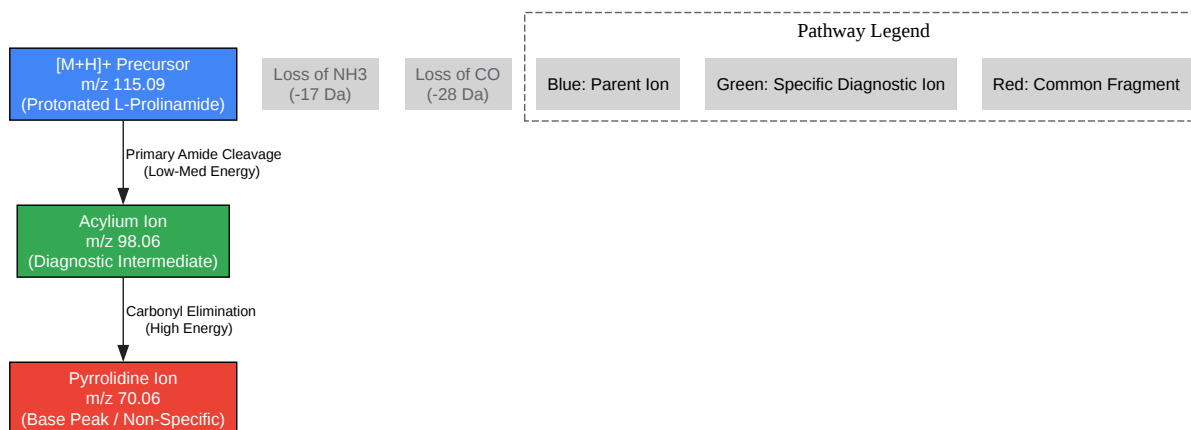 Pathway Legend
[M+H]+ Precursor
m/z 115.09
(Protonated L-Prolinamide)
Loss of NH3
(-17 Da)
Loss of CO
(-28 Da)
Blue: Parent Ion
Green: Specific Diagnostic Ion
Red: Common Fragment
Primary Amide Cleavage
(Low-Med Energy)
Acylium Ion
m/z 98.06
(Diagnostic Intermediate)
Carbonyl Elimination
(High Energy)
Pyrrolidine Ion
m/z 70.06
(Base Peak / Non-Specific)